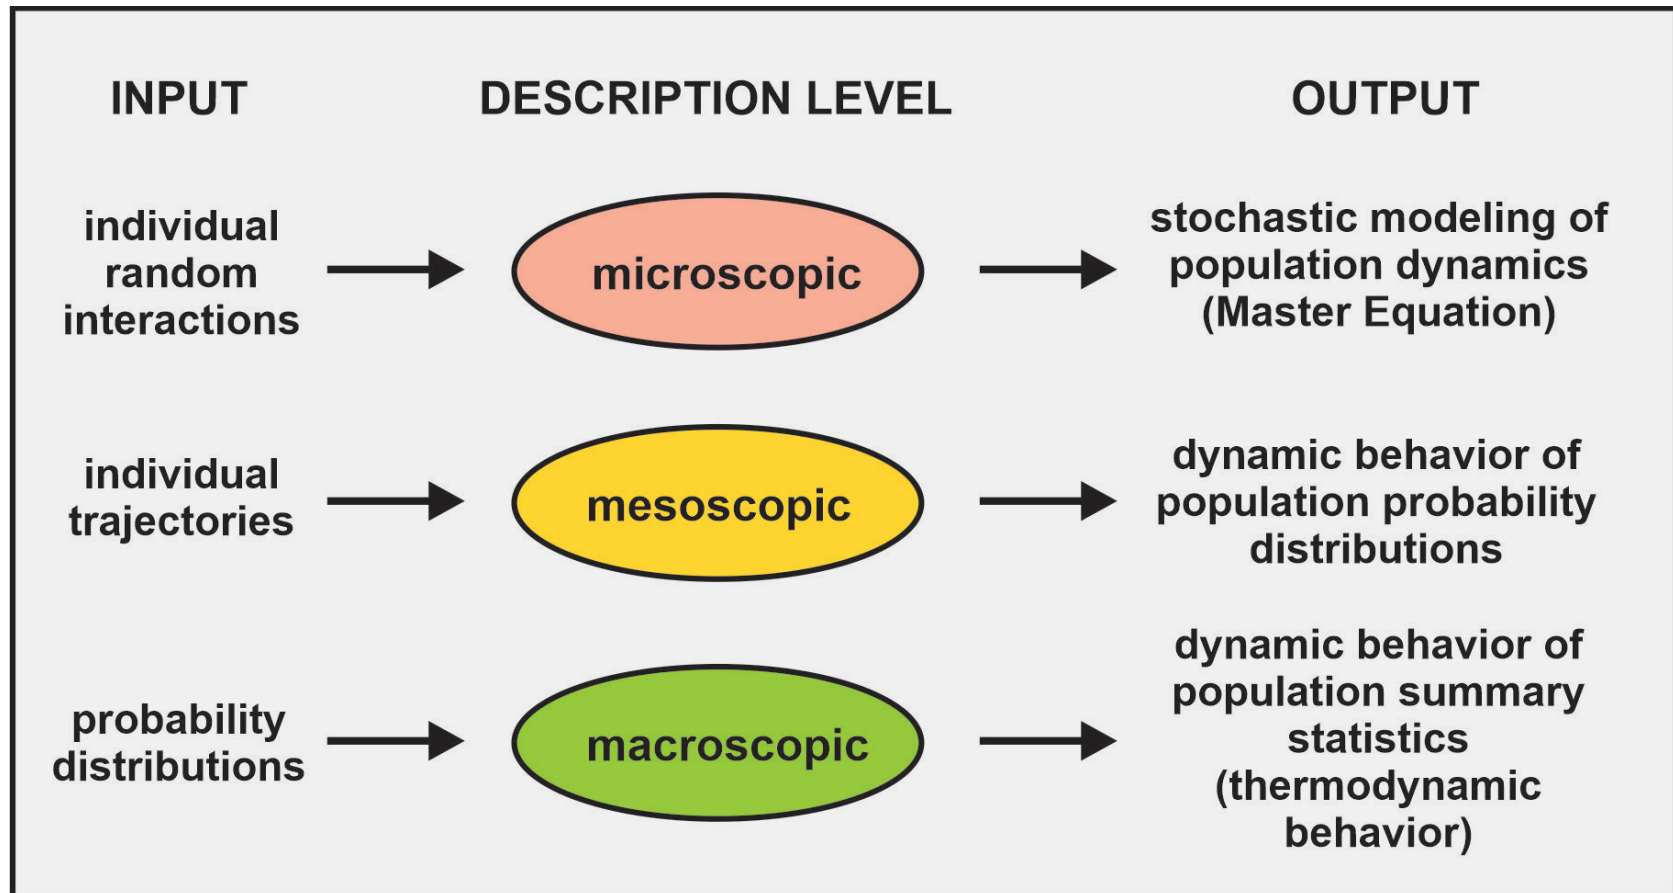 INPUT
DESCRIPTION LEVEL
OUTPUT
individual
random
interactions
microscopic
stochastic modeling of
population dynamics
(Master Equation)
individual
trajectories
mesoscopic
dynamic behavior of
population probability
distributions
probability
distributions
macroscopic
dynamic behavior of
population summary
statistics
(thermodynamic
behavior)